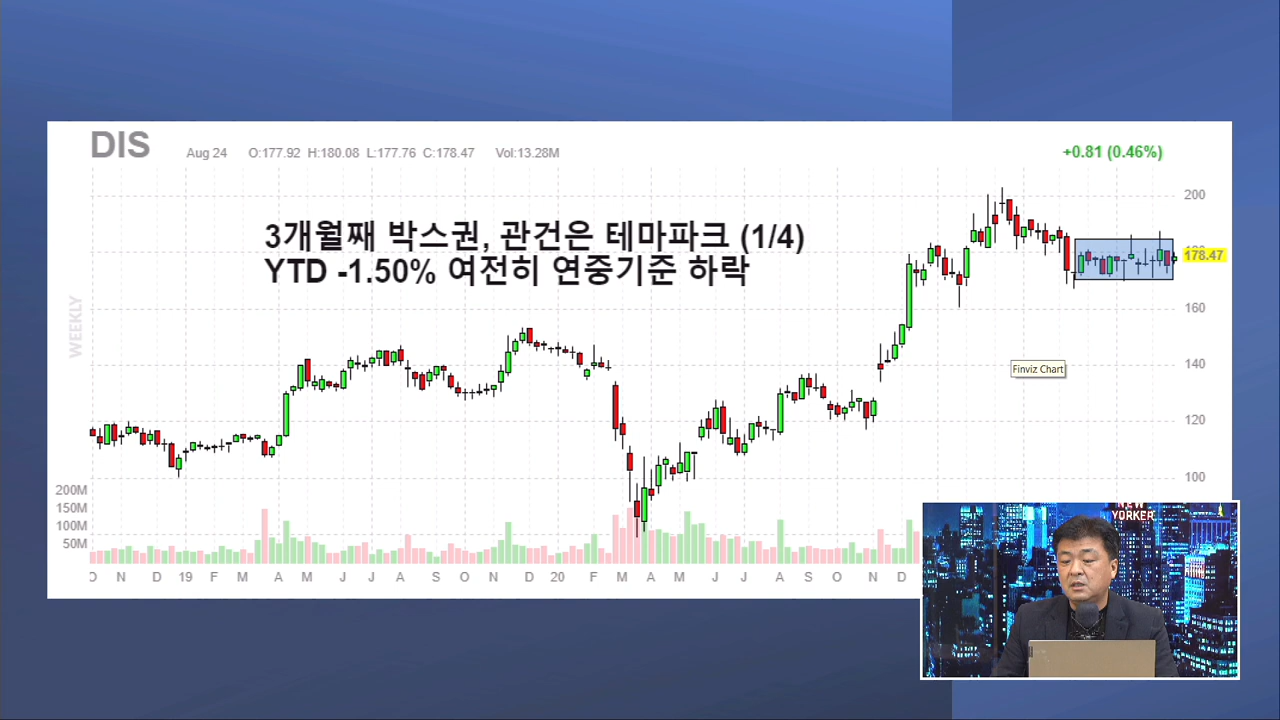 DIS
Aug 24 O:177.92 H:180.08 L:177.76 C:178.47 Vol:13.28M
+0.81 (0.46%)
3개월째 박스권, 관건은 테마파크 (1/4)
YTD -1.50% 여전히 연중기준 하락
WEEKLY
200
180
178.47
160
140
120
100
Finviz Chart
200M
150M
100M
50M
O N D 19 F M A M J J A S O N D 20 F M A M J J A S O N D
NEW
YORKER